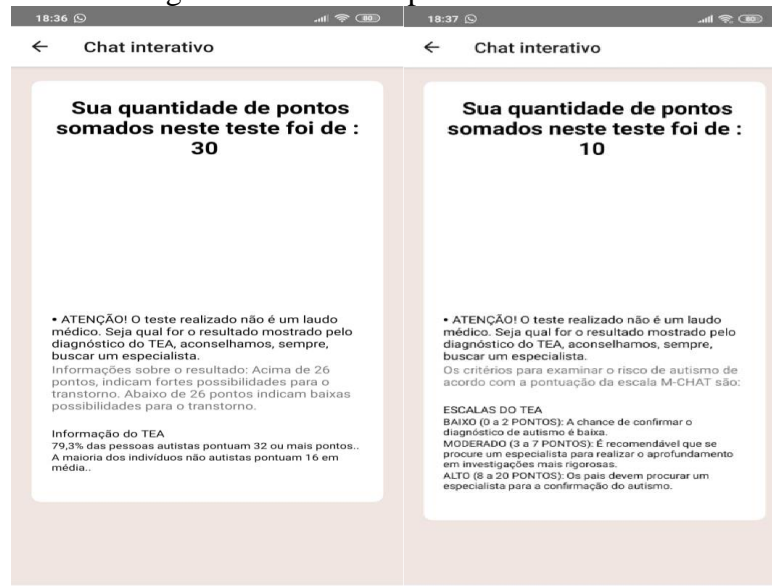 18:36
Chat interativo
Sua quantidade de pontos
somados neste teste foi de :
30
• ATENÇÃO! O teste realizado não é um laudo
médico. Seja qual for o resultado mostrado pelo
diagnóstico do TEA, aconselhamos, sempre,
buscar um especialista.
Informações sobre o resultado: Acima de 26
pontos, indicam fortes possibilidades para o
transtorno. Abaixo de 26 pontos indicam baixas
possibilidades para o transtorno.
Informação do TEA
79,3% das pessoas autistas pontuam 32 ou mais pontos..
A maioria dos indivíduos não autistas pontuam 16 em
média..
18:37
Chat interativo
Sua quantidade de pontos
somados neste teste foi de :
10
• ATENÇÃO! O teste realizado não é um laudo
médico. Seja qual for o resultado mostrado pelo
diagnóstico do TEA, aconselhamos, sempre,
buscar um especialista.
Os critérios para examinar o risco de autismo de
acordo com a pontuação da escala M-CHAT são:
ESCALAS DO TEA
BAIXO (0 a 2 PONTOS): A chance de confirmar o
diagnóstico de autismo é baixa.
MODERADO (3 a 7 PONTOS): É recomendável que se
procure um especialista para realizar o aprofundamento
em investigações mais rigorosas.
ALTO (8 a 20 PONTOS): Os pais devem procurar um
especialista para a confirmação do autismo.